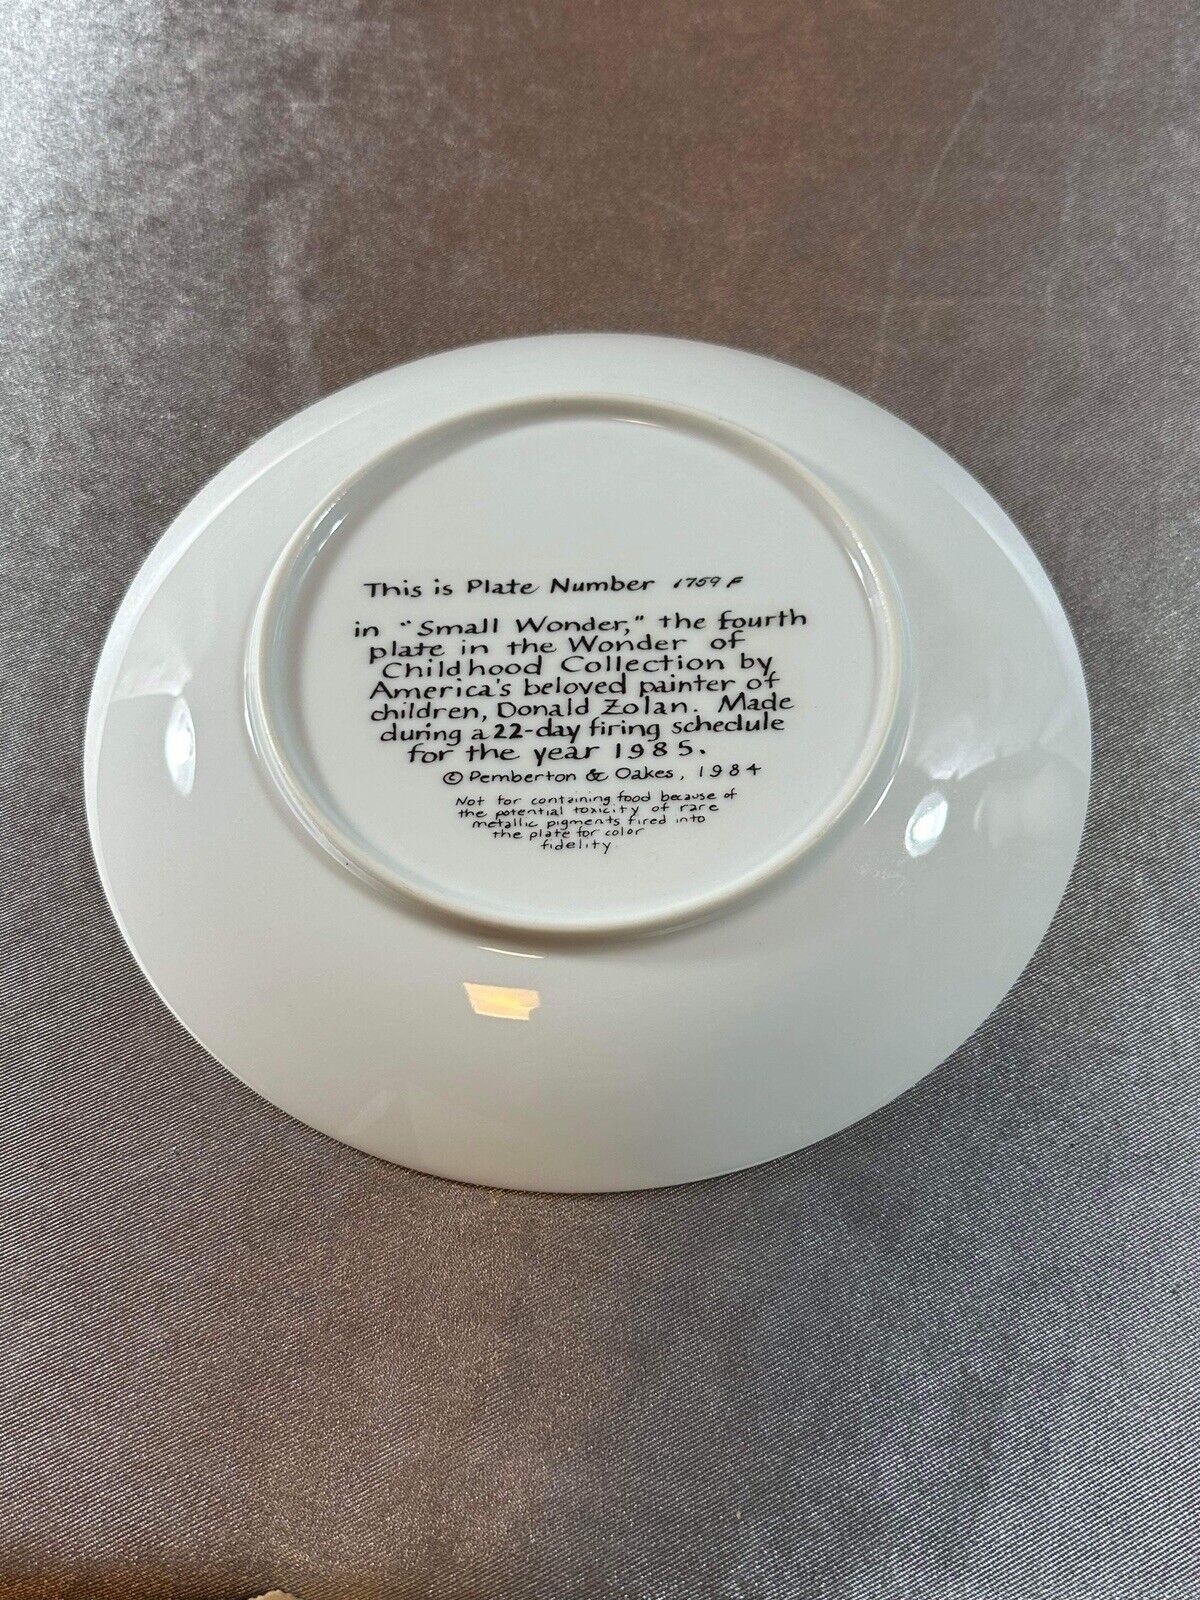 This is Plate Number 1759 F
in "Small Wonder," the fourth
plate in the Wonder of
Childhood Collection by
America's beloved painter of
children, Donald Zolan. Made
during a 22-day firing schedule
for the year 1985.
© Pemberton & Oakes, 1984
Not for containing food because of
the potential toxicity of rare
metallic pigments fired into
the plate for color
fidelity.